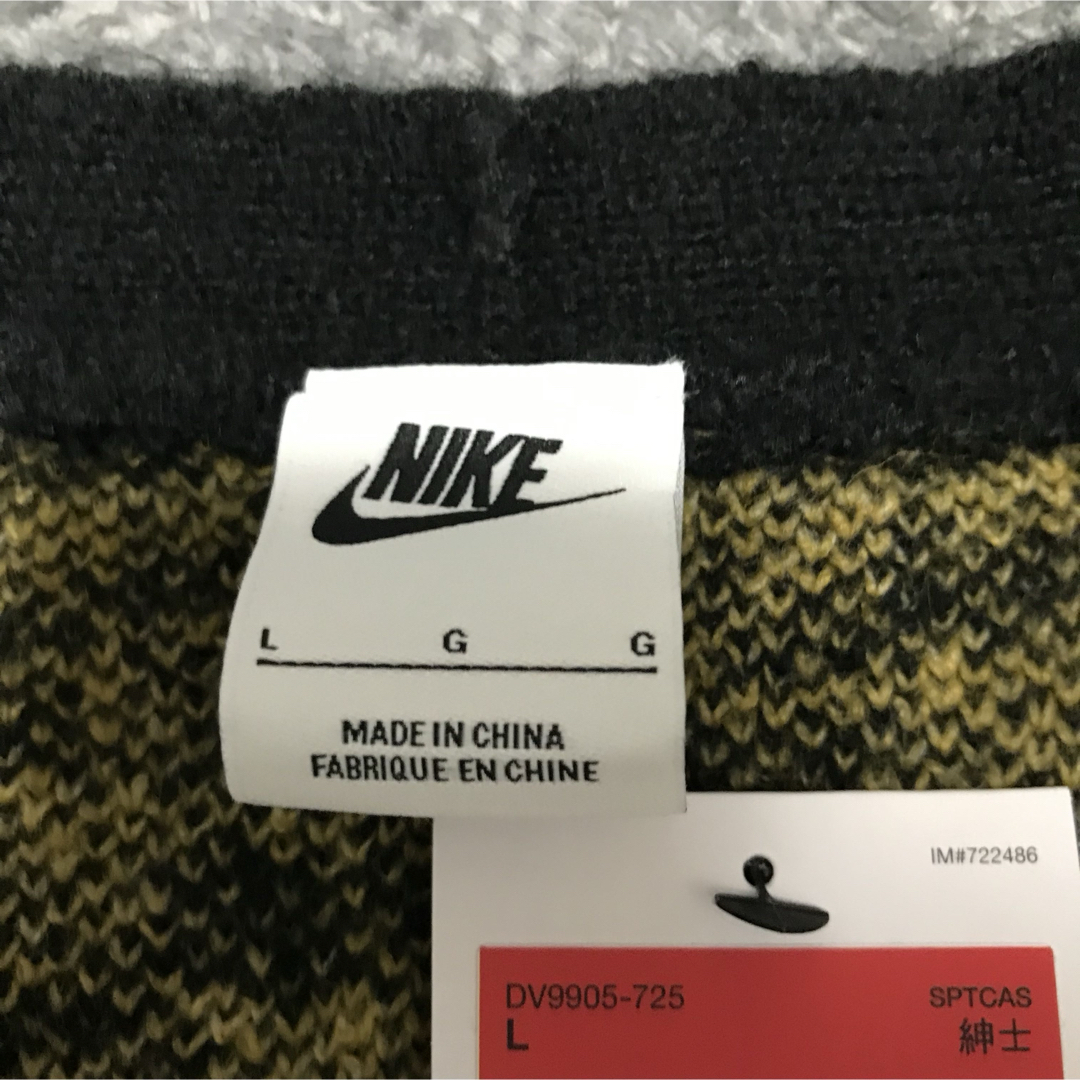 NIKE
L G G
MADE IN CHINA
FABRIQUE EN CHINE
IM#722486
DV9905-725 SPTCAS
L 紳士